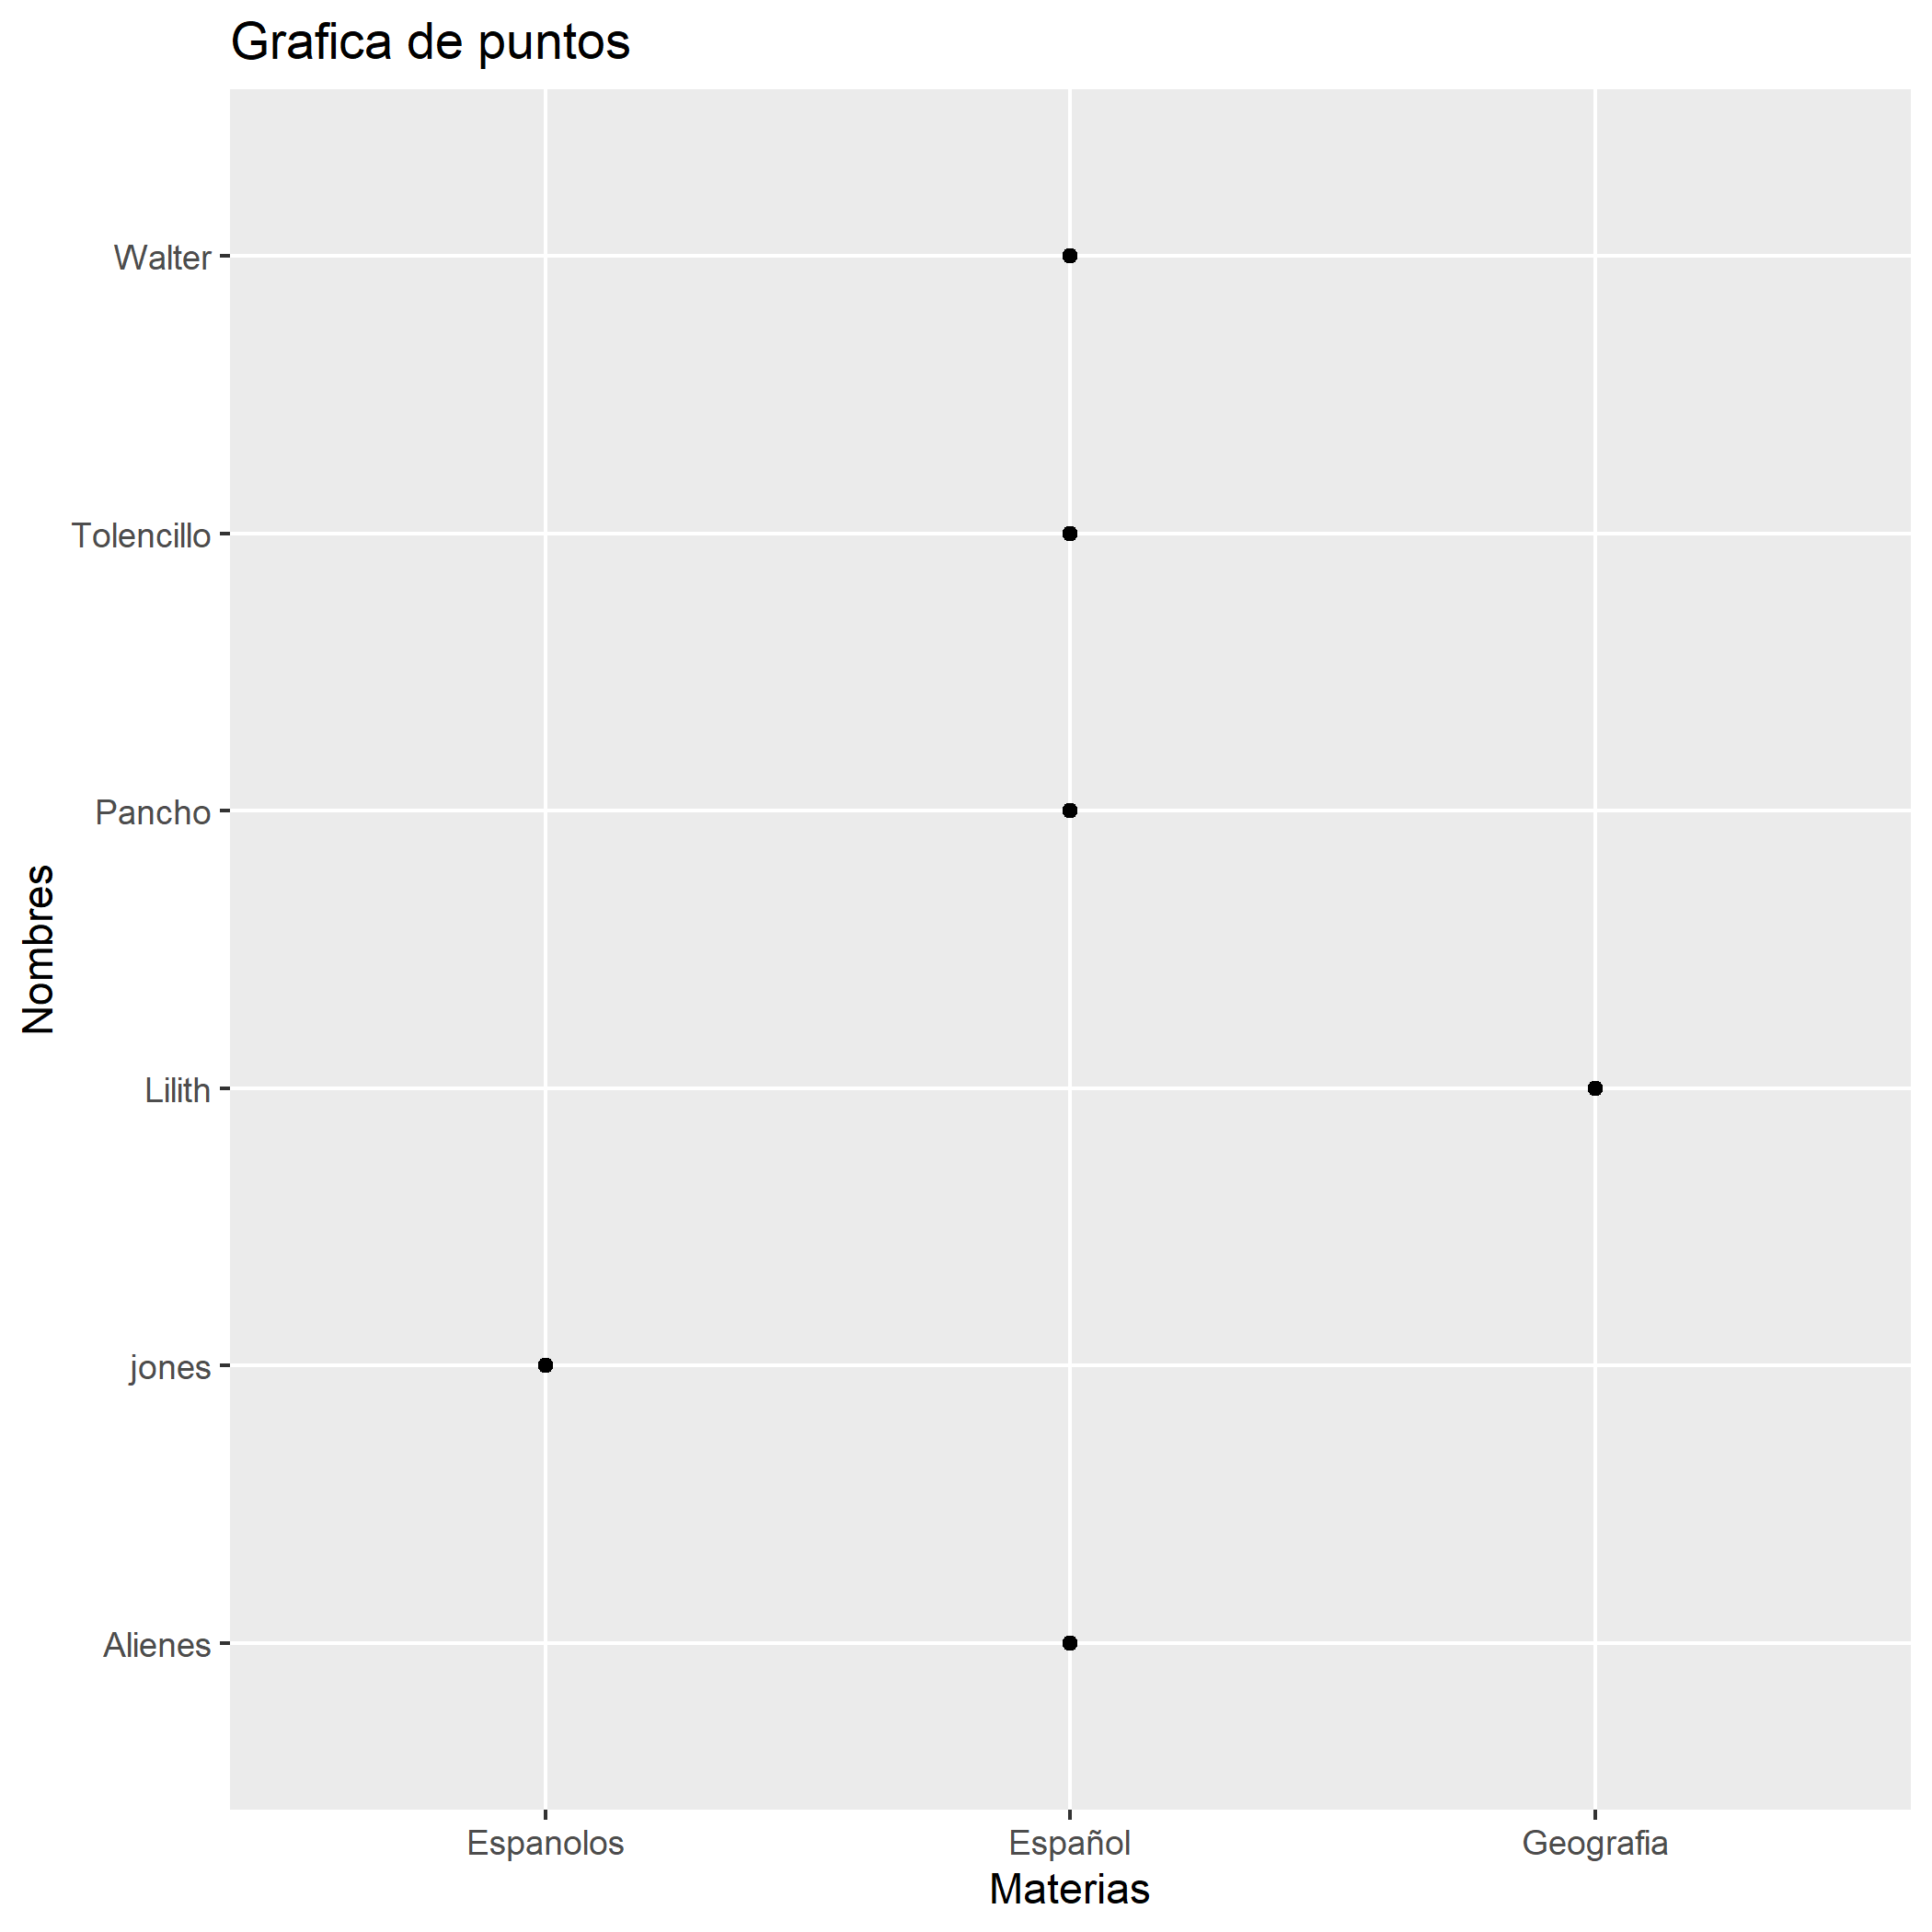 Grafica de puntos
Walter
Tolencillo
Pancho
Nombres
Lilith
jones
Alienes
Espanolos
Español
Geografia
Materias